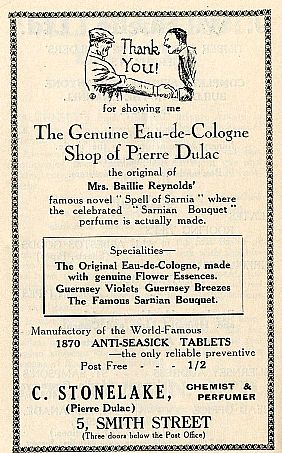 Thank
You!
for showing me
The Genuine Eau-de-Cologne
Shop of Pierre Dulac
the original of
Mrs. Baillie Reynolds'
famous novel "Spell of Sarnia" where
the celebrated "Sarnian Bouquet"
perfume is actually made.
Specialities—
The Original Eau-de-Cologne, made
with genuine Flower Essences.
Guernsey Violets Guernsey Breezes
The Famous Sarnian Bouquet.
Manufactory of the World-Famous
1870 ANTI-SEASICK TABLETS
—the only reliable preventive
Post Free - - - 1/2
C. STONELAKE, CHEMIST & PERFUMER
(Pierre Dulac)
5, SMITH STREET
(Three doors below the Post Office)